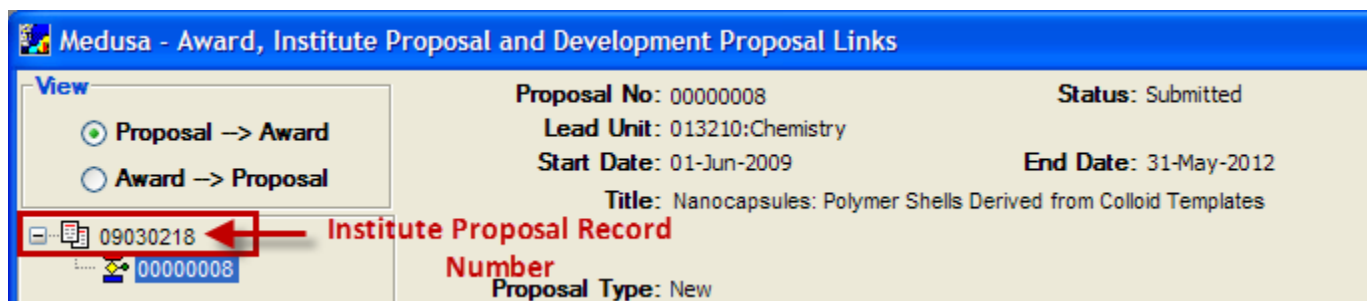 Medusa - Award, Institute Proposal and Development Proposal Links
View
Proposal --> Award
Award --> Proposal
Proposal No: 00000008 Status: Submitted
Lead Unit: 013210:Chemistry
Start Date: 01-Jun-2009 End Date: 31-May-2012
Title: Nanocapsules: Polymer Shells Derived from Colloid Templates
09030218
Institute Proposal Record
Number
00000008
Proposal Type: New